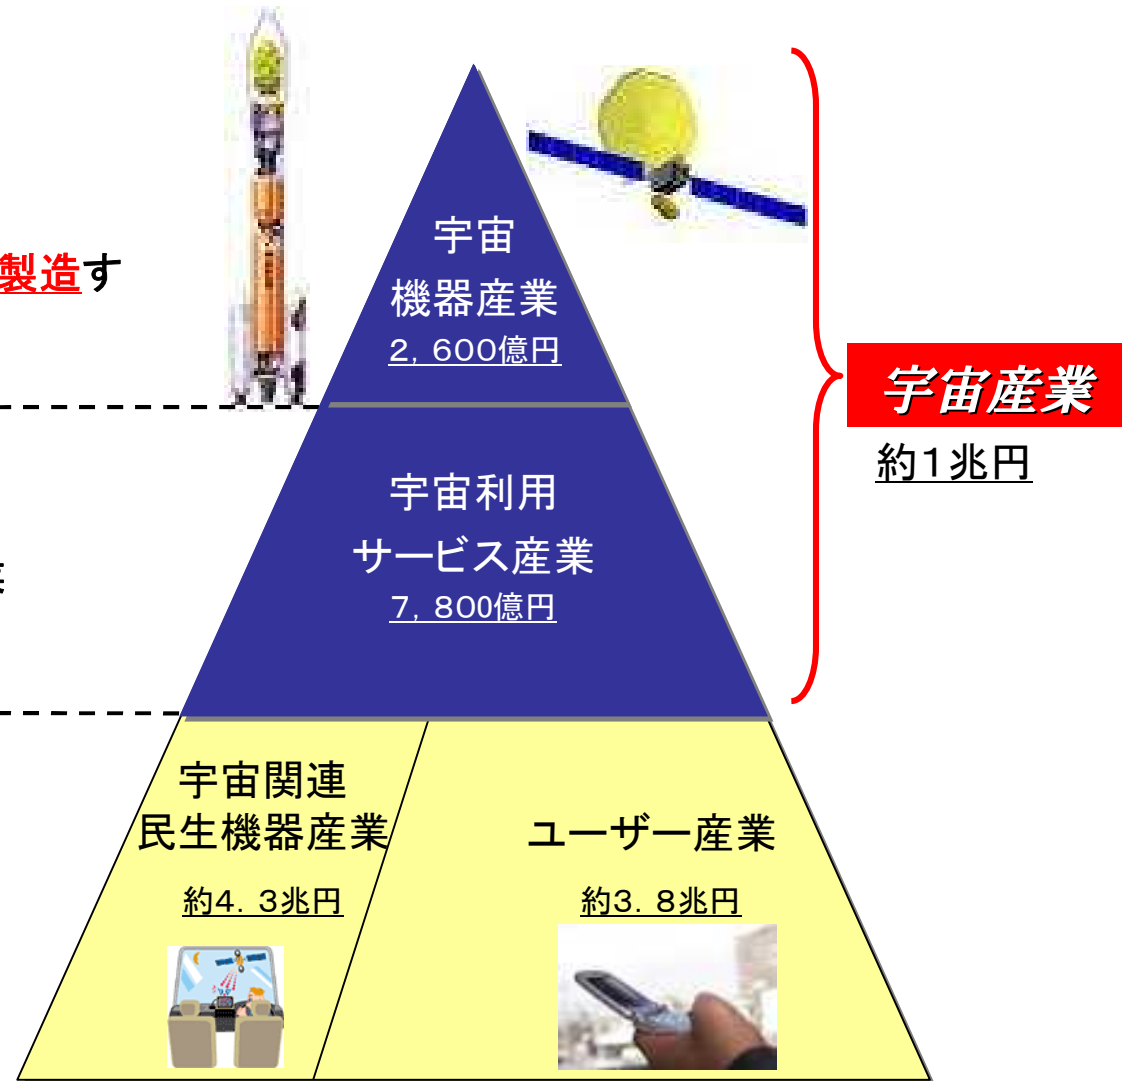 宇宙
機器産業
2,600億円
製造す
宇宙産業
約1兆円
宇宙利用
サービス産業
7,800億円
宇宙関連
民生機器産業
約4.3兆円
ユーザー産業
約3.8兆円